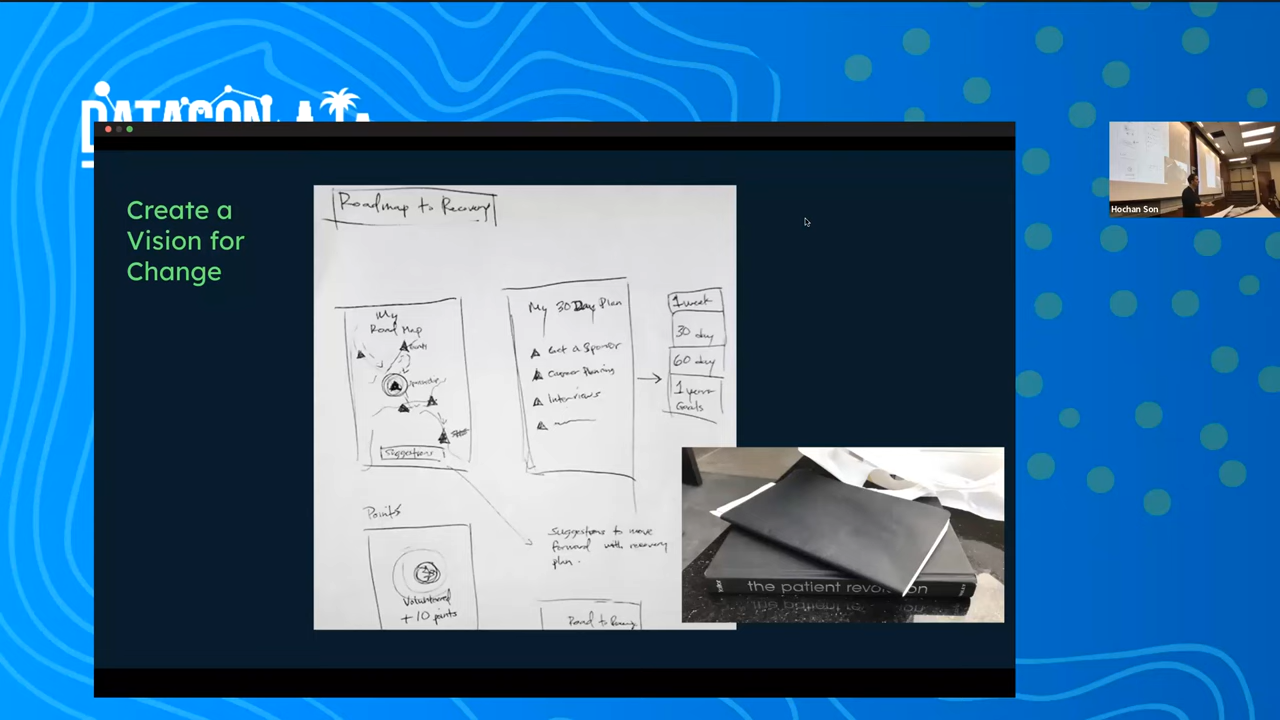 DATACON LA
Create a
Vision for
Change
Roadmap to Recovery
My
Road Map
Suggestions
My 30 Day Plan
Get a Sponsor
Career Planning
Interviews
1 week
30 day
60 day
1 year
Goals
Points
Volunteered
+ 10 points
Suggestions to move
forward with recovery
plan.
Road to
the patient revolution
Hochan Son